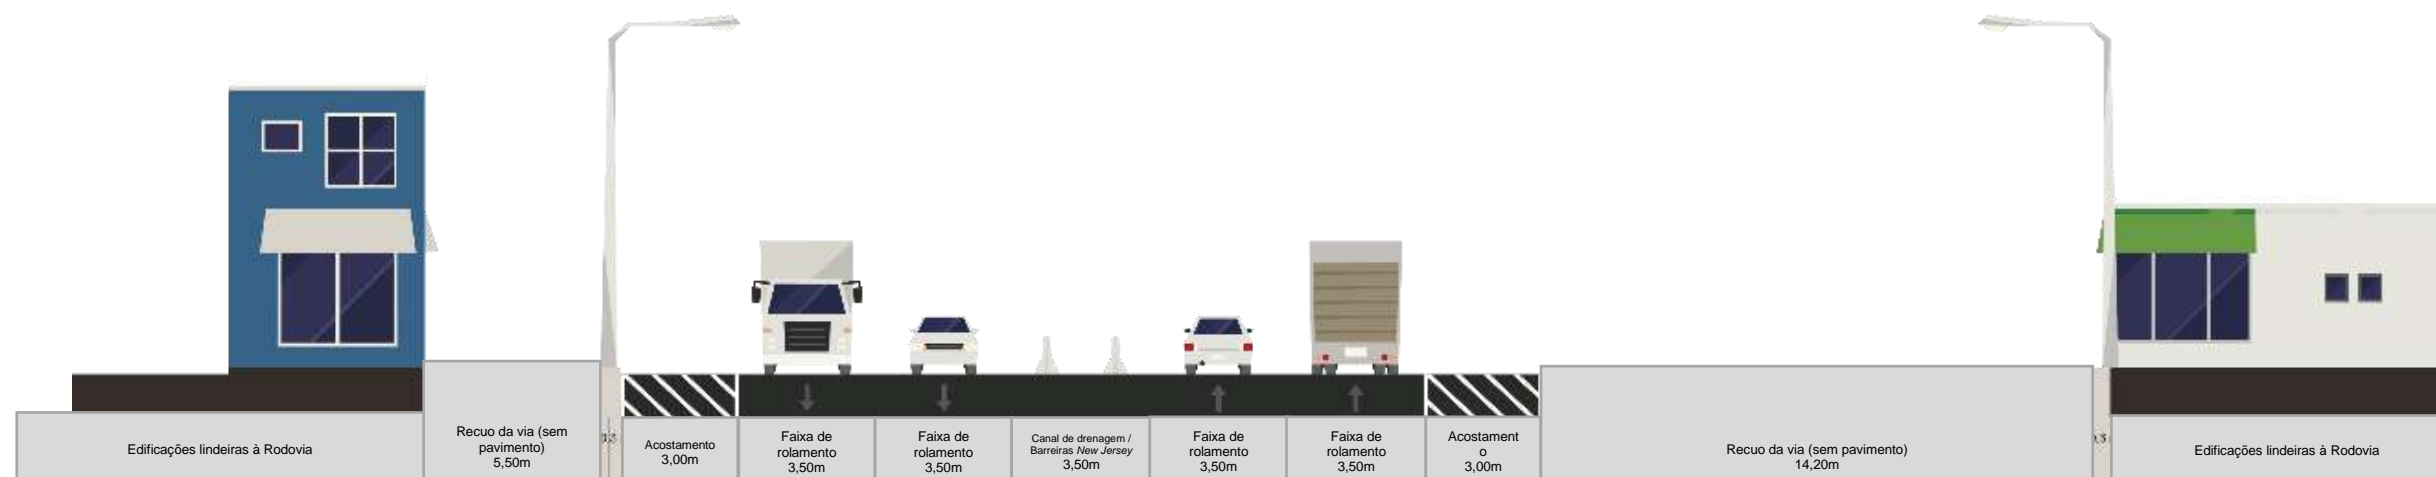 Edificações lindeiras à Rodovia
Recuo da via (sem
pavimento)
5,50m
Acostamento
3,00m
Faixa de
rolamento
3,50m
Faixa de
rolamento
3,50m
Canal de drenagem /
Barreiras New Jersey
3,50m
Faixa de
rolamento
3,50m
Faixa de
rolamento
3,50m
Acostament
o
3,00m
Recuo da via (sem pavimento)
14,20m
Edificações lindeiras à Rodovia